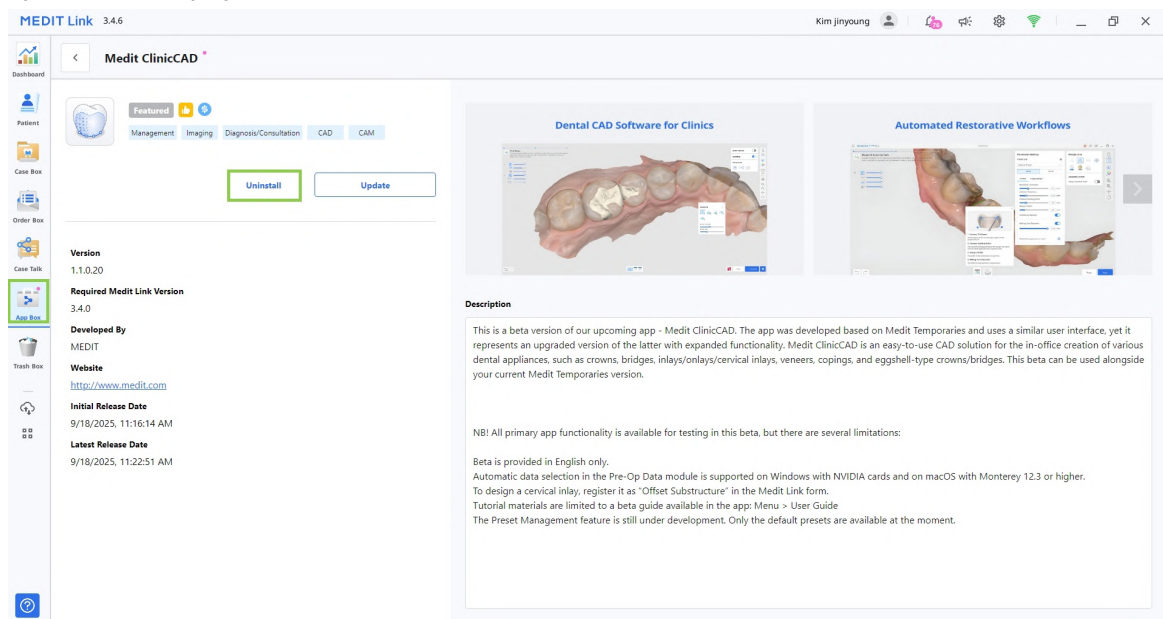 MEDIT Link 3.4.6
Kim jinyoung
Dashboard
Patient
Case Box
Order Box
Case Talk
App Box
Trash Box
Medit ClinicCAD
Featured
Management Imaging Diagnosis/Consultation CAD CAM
Uninstall Update
Version
1.1.0.20
Required Medit Link Version
3.4.0
Developed By
MEDIT
Website
http://www.medit.com
Initial Release Date
9/18/2025, 11:16:14 AM
Latest Release Date
9/18/2025, 11:22:51 AM
Dental CAD Software for Clinics
Automated Restorative Workflows
Description
This is a beta version of our upcoming app - Medit ClinicCAD. The app was developed based on Medit Temporaries and uses a similar user interface, yet it
represents an upgraded version of the latter with expanded functionality. Medit ClinicCAD is an easy-to-use CAD solution for the in-office creation of various
dental appliances, such as crowns, bridges, inlays/onlays/cervical inlays, veneers, copings, and eggshell-type crowns/bridges. This beta can be used alongside
your current Medit Temporaries version.
NB! All primary app functionality is available for testing in this beta, but there are several limitations:
Beta is provided in English only.
Automatic data selection in the Pre-Op Data module is supported on Windows with NVIDIA cards and on macOS with Monterey 12.3 or higher.
To design a cervical inlay, register it as "Offset Substructure" in the Medit Link form.
Tutorial materials are limited to a beta guide available in the app: Menu > User Guide
The Preset Management feature is still under development. Only the default presets are available at the moment.